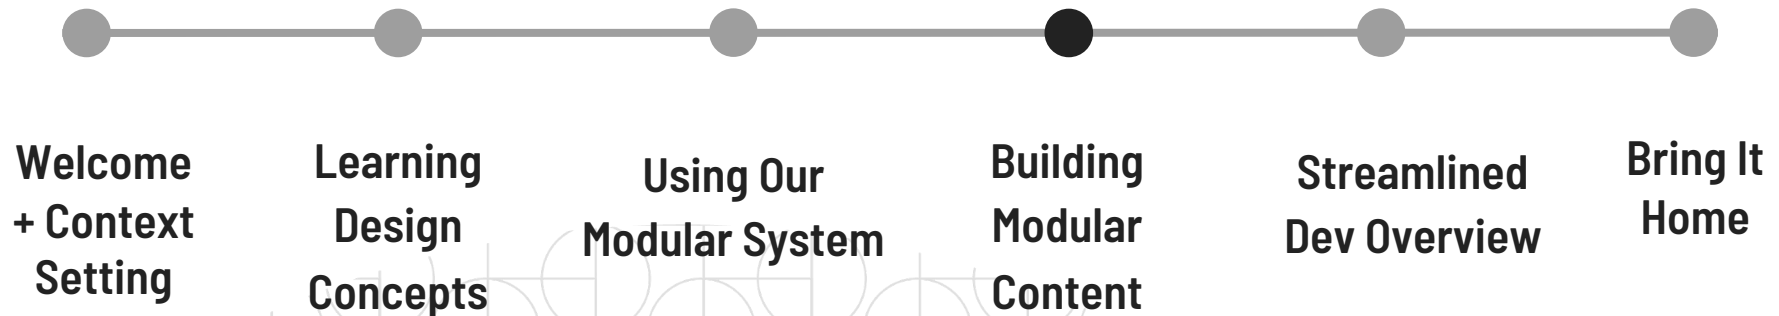 Welcome
+ Context
Setting
Learning
Design
Concepts
Using Our
Modular System
Building
Modular
Content
Streamlined
Dev Overview
Bring It
Home